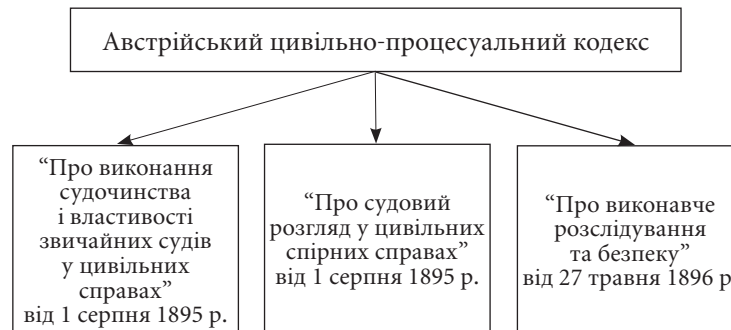 Австрійський цивільно-процесуальний кодекс
“Про виконання
судочинства
і властивості
звичайних судів
у цивільних
справах”
від 1 серпня 1895 р.
“Про судовий
розгляд у цивільних
спірних справах”
від 1 серпня 1895 р.
“Про виконавче
розслідування
та безпеку”
від 27 травня 1896 р